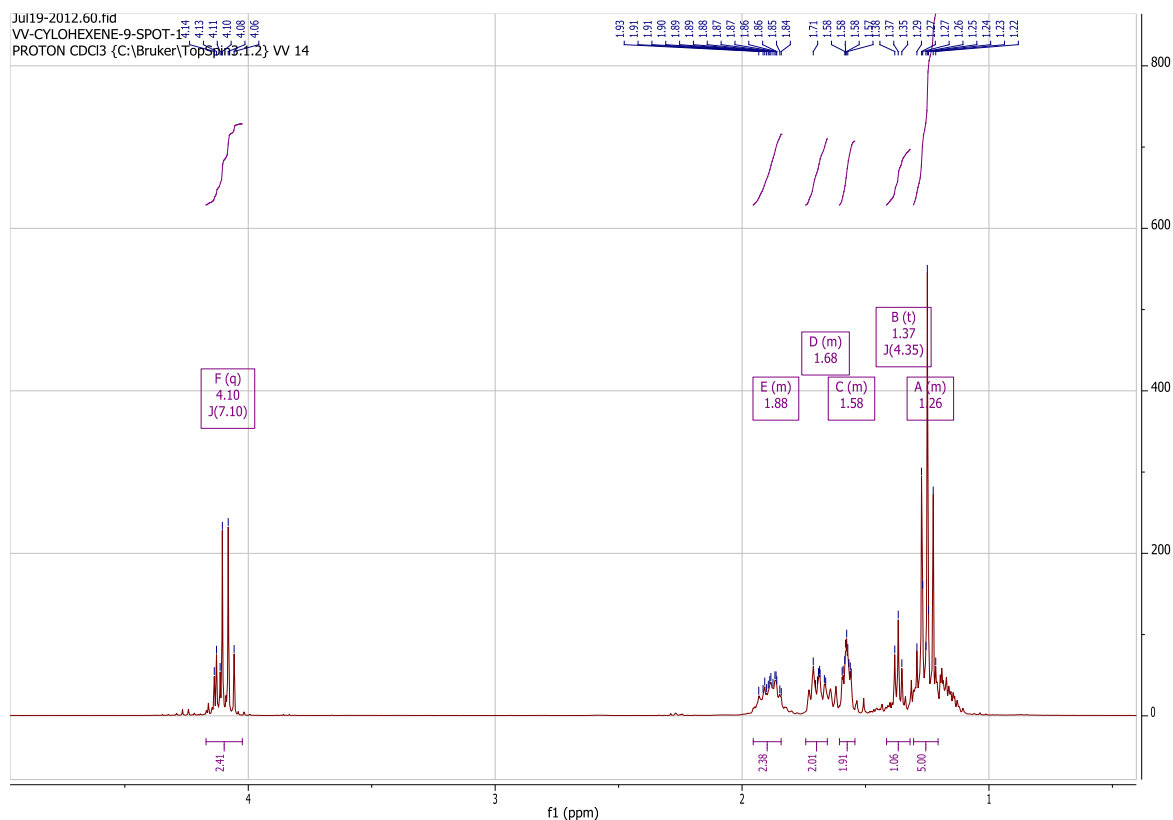 Jul19-2012.60.fid
VV-CYLOHEXENE-9-SPOT-1
PROTON CDCl3 {C:\Bruker\TopSpin3.1.2} VV 14
4.14 4.13 4.11 4.10 4.08 4.06
1.93 1.91 1.91 1.90 1.89 1.89 1.88 1.87 1.87 1.86 1.86 1.85 1.84 1.71 1.58 1.58 1.58 1.57 1.38 1.37 1.35 1.29 1.27 1.27 1.26 1.25 1.24 1.23 1.22
800
600
400
200
0
F (q)
4.10
J(7.10)
E (m)
1.88
D (m)
1.68
C (m)
1.58
B (t)
1.37
J(4.35)
A (m)
1.26
2.41
2.38
2.01
1.91
1.06
5.00
4 3 2 1
f1 (ppm)